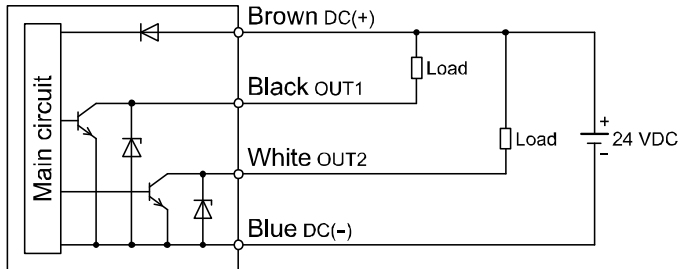 Main circuit
Brown DC(+)
Load
Black OUT1
White OUT2
Load
+
24 VDC
-
Blue DC(-)